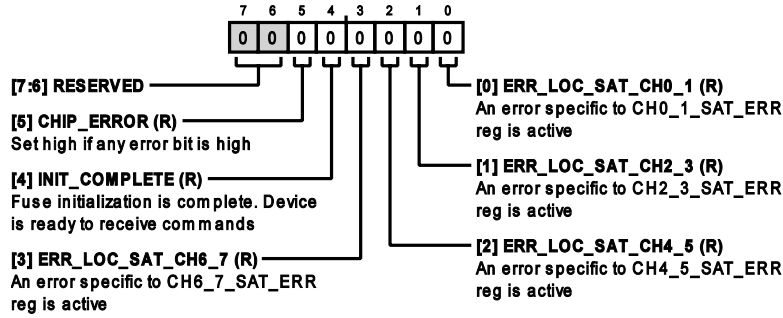 7 6 5 4 3 2 1 0
0 0 0 0 0 0 0 0
[7:6] RESERVED
[5] CHIP_ERROR (R)
Set high if any error bit is high
[4] INIT_COMPLETE (R)
Fuse initialization is complete. Device
is ready to receive commands
[3] ERR_LOC_SAT_CH6_7 (R)
An error specific to CH6_7_SAT_ERR
reg is active
[0] ERR_LOC_SAT_CH0_1 (R)
An error specific to CH0_1_SAT_ERR
reg is active
[1] ERR_LOC_SAT_CH2_3 (R)
An error specific to CH2_3_SAT_ERR
reg is active
[2] ERR_LOC_SAT_CH4_5 (R)
An error specific to CH4_5_SAT_ERR
reg is active